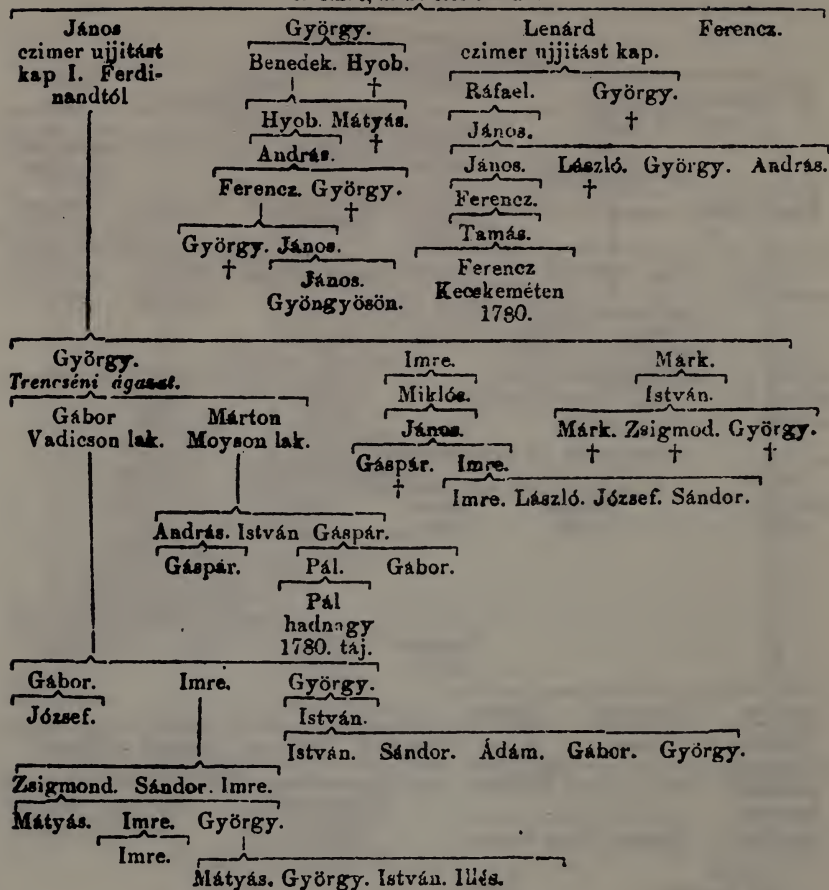 János György. Lenárd Ferencz.
czimer ujjitást czimer ujjitást kap.
kap I. Ferdi-
nandtól
Benedek. Hyob.
†
Ráfael. György.
†
Hyob. Mátyás.
†
János.
András.
János. László. György. András.
†
Ferencz. György.
†
Ferencz.
Tamás.
György. János.
†
Ferencz
János.
Kecskeméten
Gyöngyösön.
1780.
György. Imre. Márk.
Trencséni ágazat.
Miklós. István.
Gábor Márton
Vadicson lak. Moyson lak.
János. Márk. Zsigmod. György.
† † †
Gáspár. Imre.
†
Imre. László. József. Sándor.
András. István Gáspár.
Gáspár. Pál. Gábor.
Pál
hadnagy
1780. táj.
Gábor. Imre. György.
József. István.
István. Sándor. Ádám. Gábor. György.
Zsigmond. Sándor. Imre.
Mátyás. Imre. György.
Imre.
Mátyás. György. István. Illés.